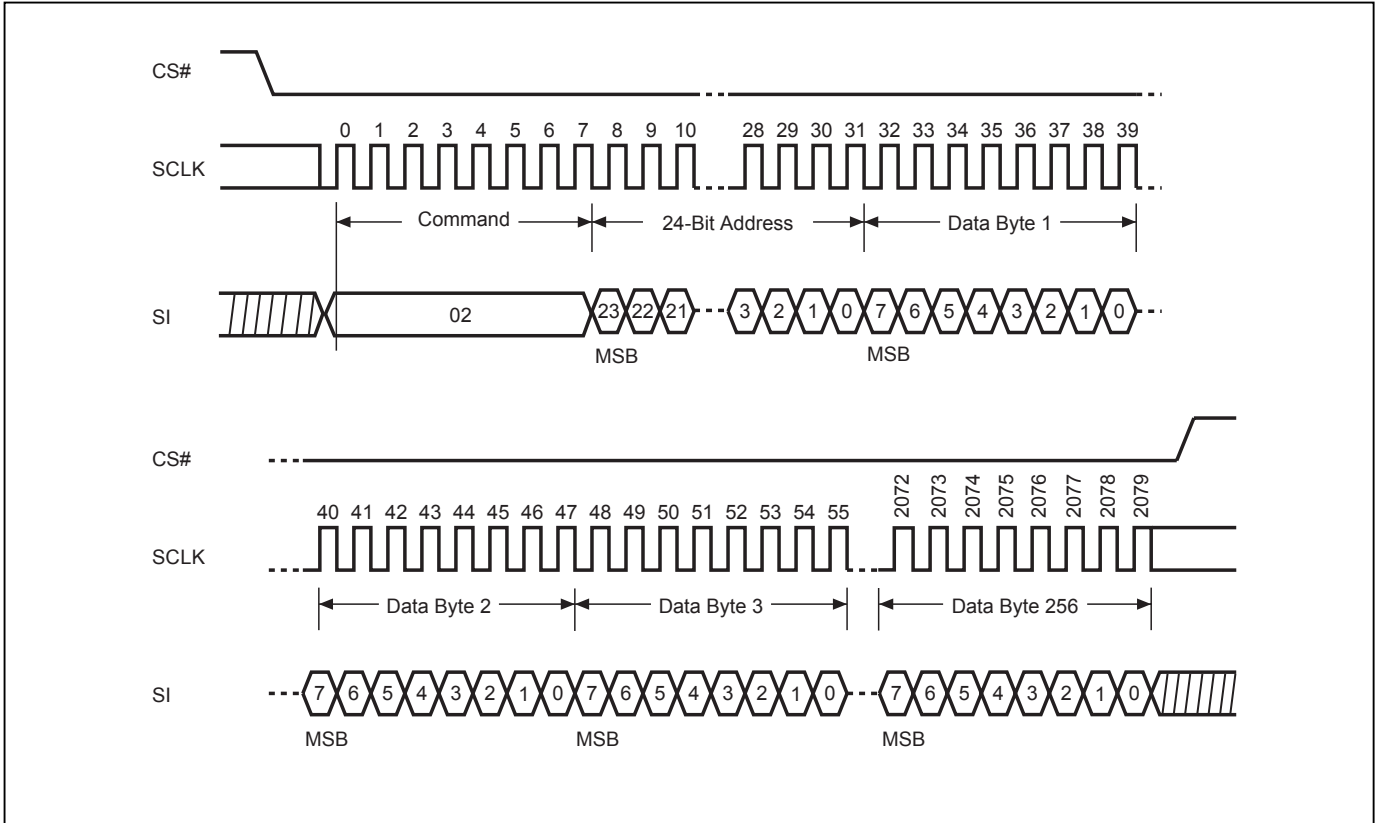 CS#
0 1 2 3 4 5 6 7 8 9 10 28 29 30 31 32 33 34 35 36 37 38 39
SCLK
Command 24-Bit Address Data Byte 1
SI 02 23 22 21 3 2 1 0 7 6 5 4 3 2 1 0
MSB MSB
CS#
40 41 42 43 44 45 46 47 48 49 50 51 52 53 54 55 2072 2073 2074 2075 2076 2077 2078 2079
SCLK
Data Byte 2 Data Byte 3 Data Byte 256
SI 7 6 5 4 3 2 1 0 7 6 5 4 3 2 1 0 7 6 5 4 3 2 1 0
MSB MSB MSB